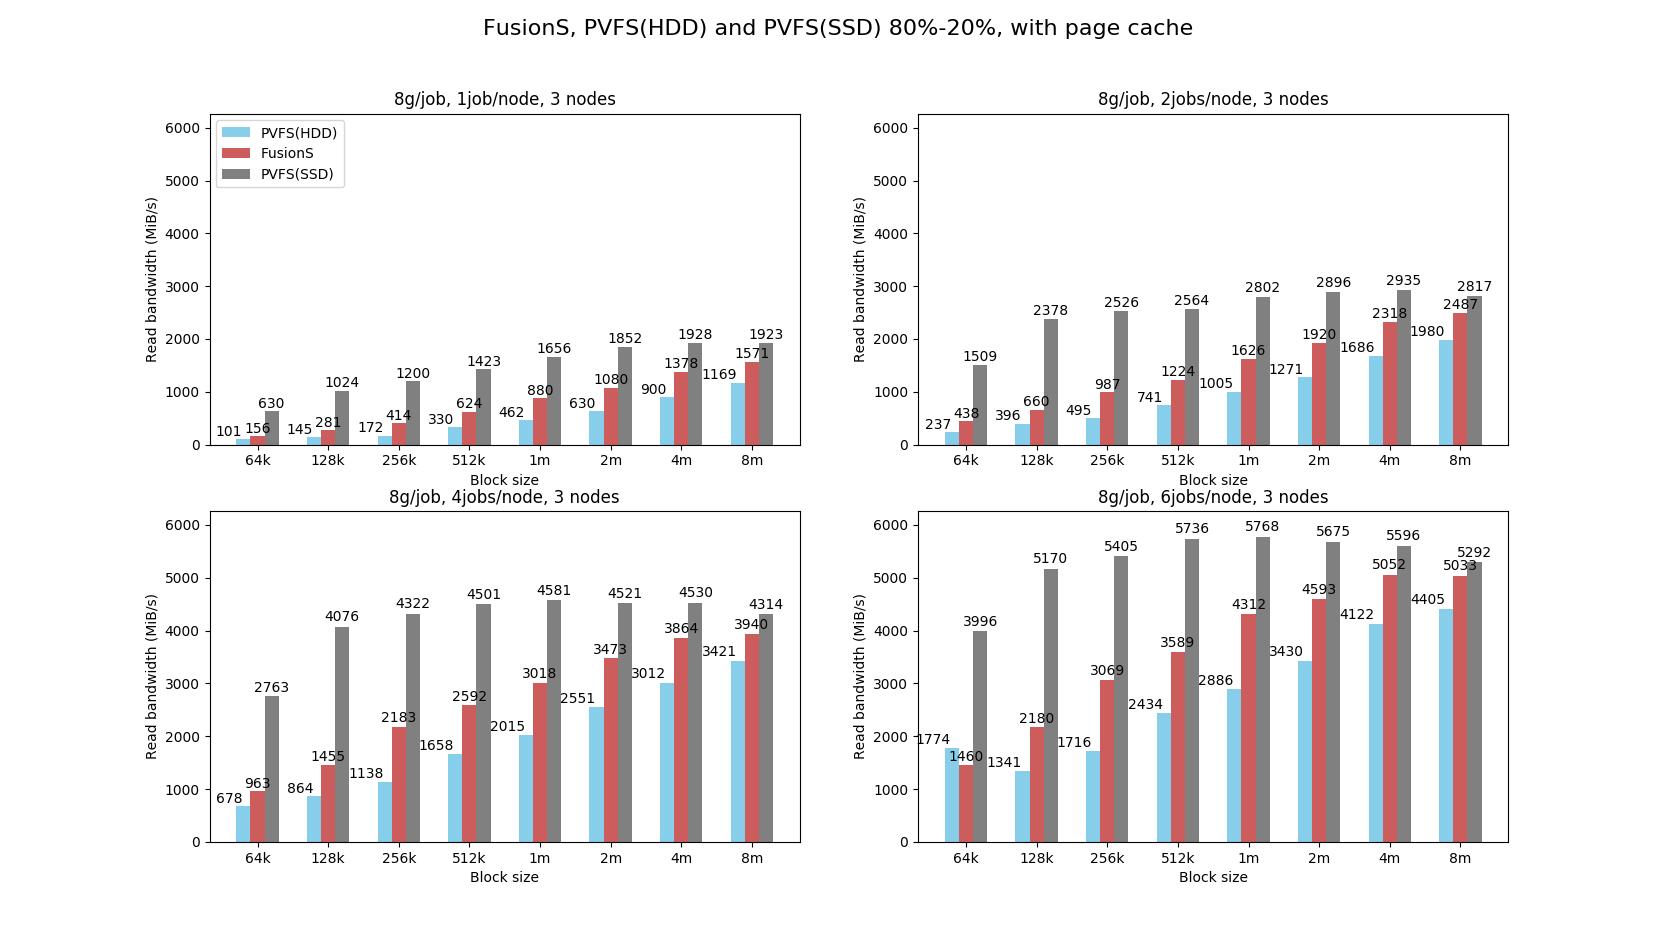 FusionS, PVFS(HDD) and PVFS(SSD) 80%-20%, with page cache
8g/job, 1job/node, 3 nodes
Read bandwidth (MiB/s)
6000
5000
4000
3000
2000
1000
0
PVFS(HDD)
FusionS
PVFS(SSD)
101 156 630
145 281 1024
172 414 1200
330 624 1423
462 880 1656
630 1080 1852
900 1378 1928
1169 1571 1923
64k 128k 256k 512k 1m 2m 4m 8m
Block size
8g/job, 2jobs/node, 3 nodes
Read bandwidth (MiB/s)
6000
5000
4000
3000
2000
1000
0
237 438 1509
396 660 2378
495 987 2526
741 1224 2564
1005 1626 2802
1271 1920 2896
1686 2318 2935
1980 2487 2817
64k 128k 256k 512k 1m 2m 4m 8m
Block size
8g/job, 4jobs/node, 3 nodes
Read bandwidth (MiB/s)
6000
5000
4000
3000
2000
1000
0
678 963 2763
864 1455 4076
1138 2183 4322
1658 2592 4501
2015 3018 4581
2551 3473 4521
3012 3864 4530
3421 3940 4314
64k 128k 256k 512k 1m 2m 4m 8m
Block size
8g/job, 6jobs/node, 3 nodes
Read bandwidth (MiB/s)
6000
5000
4000
3000
2000
1000
0
1774 1460 3996
1341 2180 5170
1716 3069 5405
2434 3589 5736
2886 4312 5768
3430 4593 5675
4122 5052 5596
4405 5033 5292
64k 128k 256k 512k 1m 2m 4m 8m
Block size